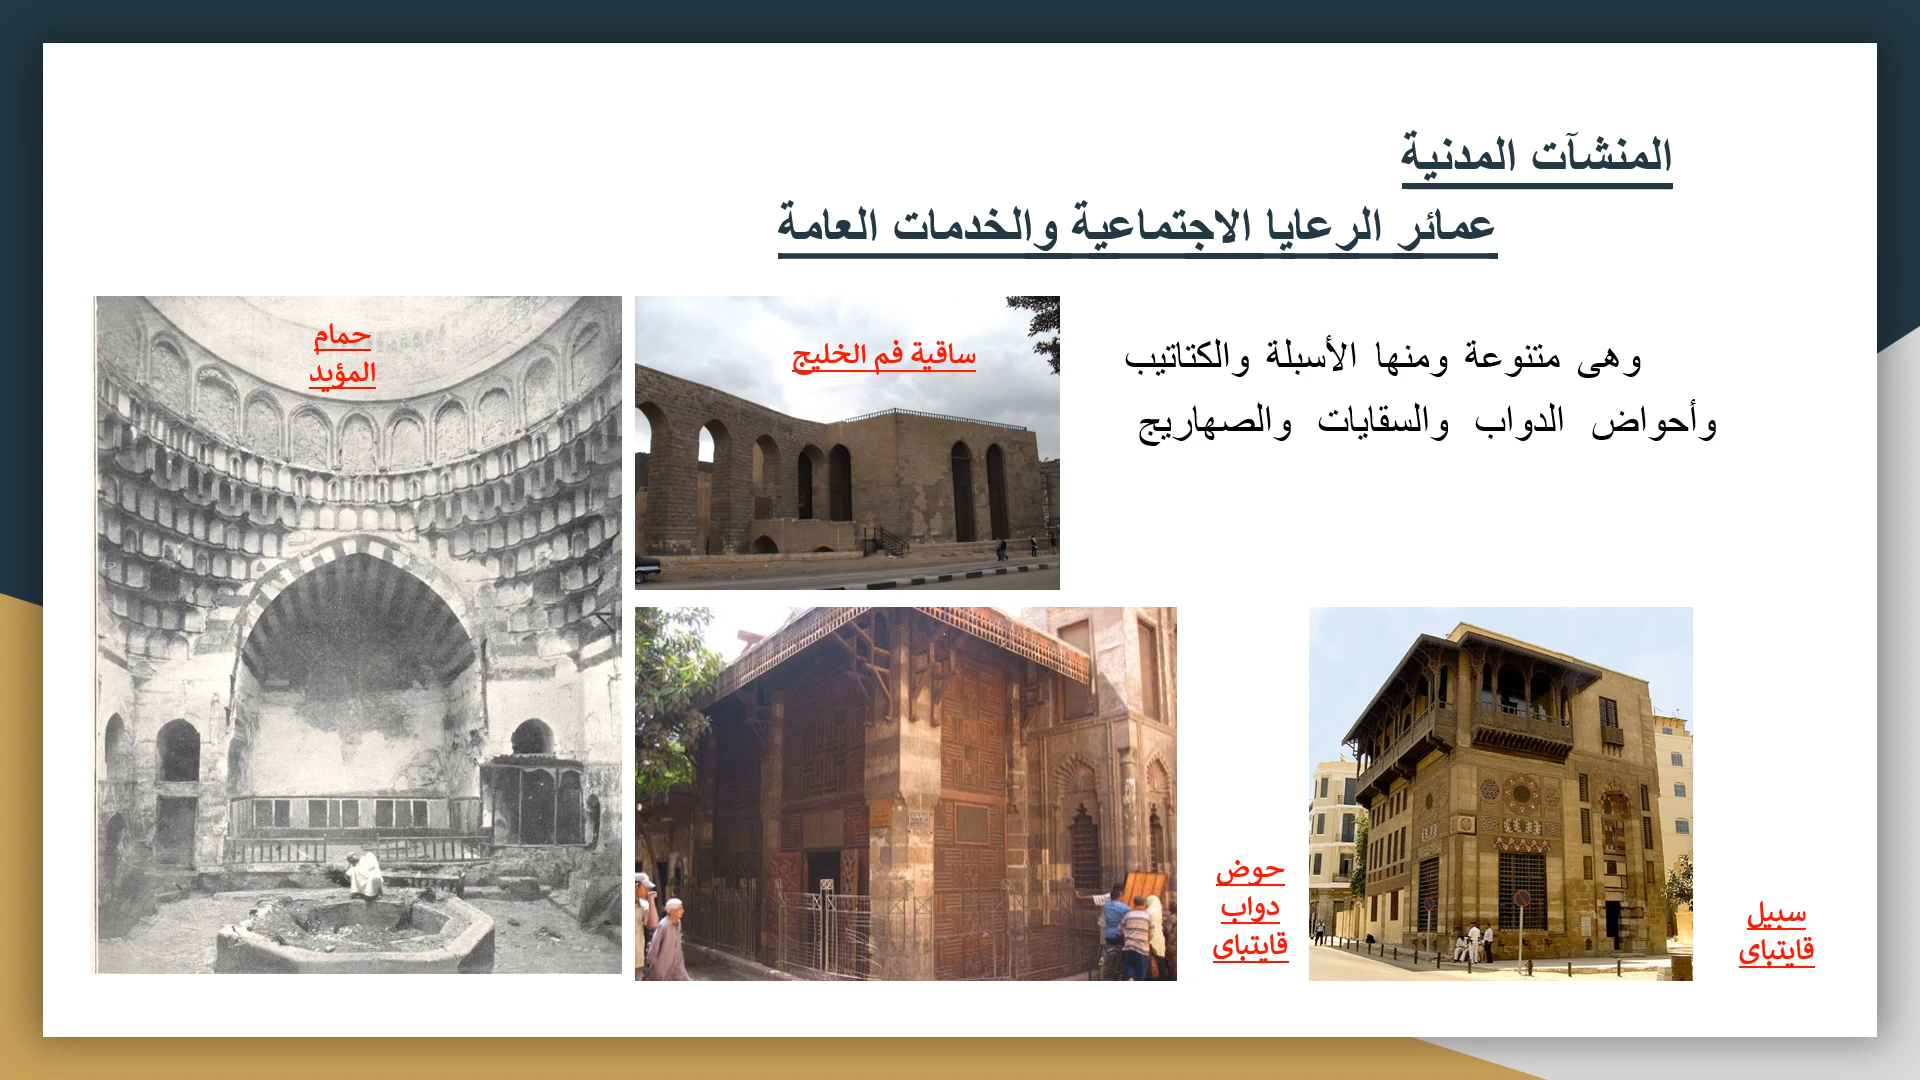 المنشآت المدنية
عمائر الرعايا الاجتماعية والخدمات العامة
وهى متنوعة ومنها الأسبلة والكتاتيب
وأحواض الدواب والسقايات والصهاريج
ساقية فم الخليج
حمام
المؤيد
سبيل
قايتباى
حوض
دواب
قايتباى